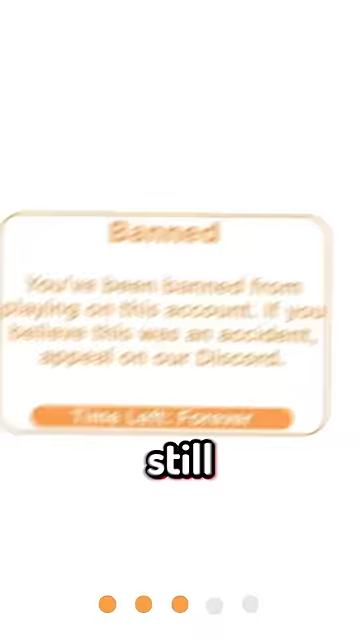 Banned
You've been banned from
playing on this account. If you
believe this was an accident,
appeal on our Discord.
Time Left: Forever
still